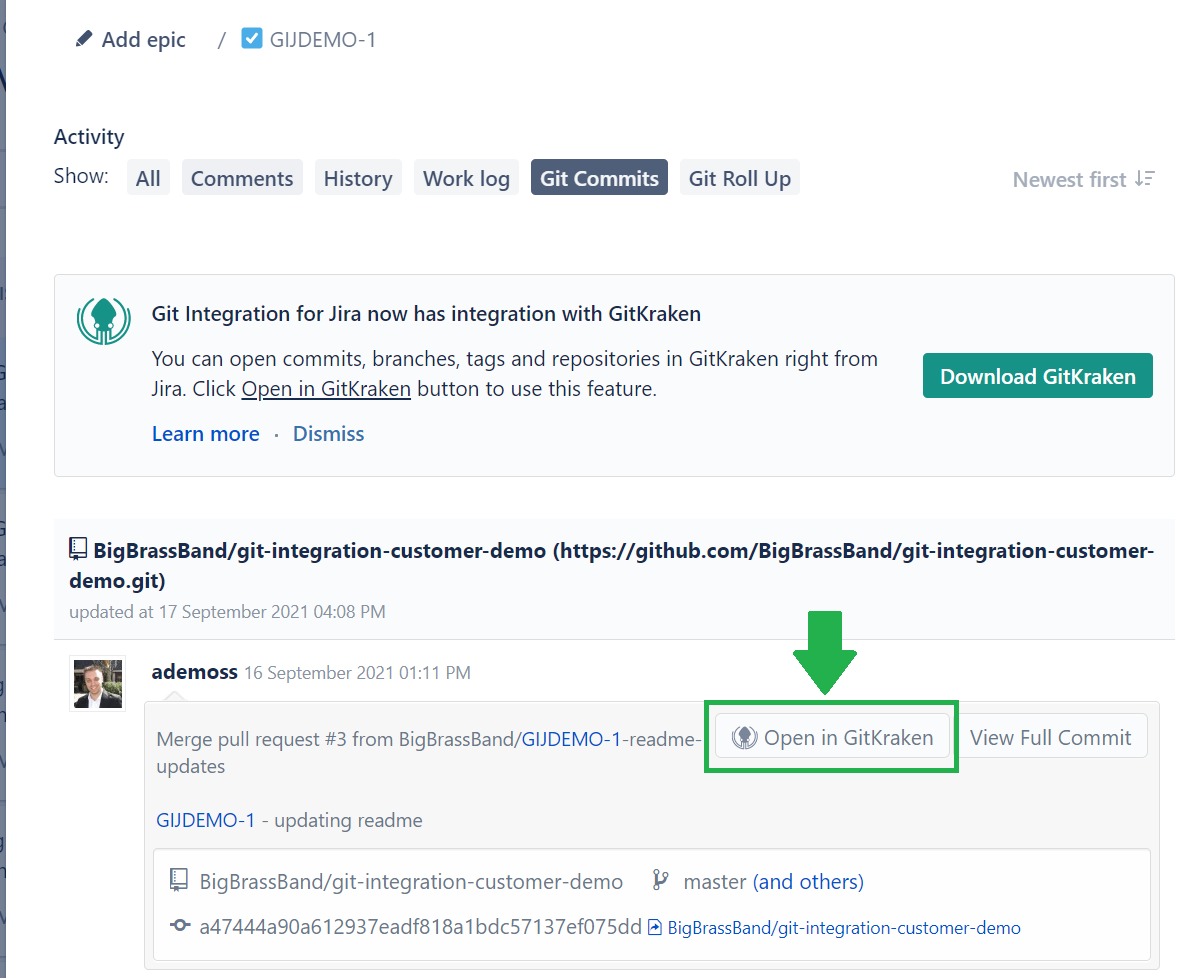 Add epic / GIJDEMO-1
Activity
Show: All Comments History Work log Git Commits Git Roll Up Newest first
Git Integration for Jira now has integration with GitKraken
You can open commits, branches, tags and repositories in GitKraken right from
Jira. Click Open in GitKraken button to use this feature.
Download GitKraken
Learn more · Dismiss
BigBrassBand/git-integration-customer-demo (https://github.com/BigBrassBand/git-integration-customer-
demo.git)
updated at 17 September 2021 04:08 PM
ademoss 16 September 2021 01:11 PM
Merge pull request #3 from BigBrassBand/GIJDEMO-1-readme-
updates
Open in GitKraken View Full Commit
GIJDEMO-1 - updating readme
BigBrassBand/git-integration-customer-demo master (and others)
a47444a90a612937eadf818a1bdc57137ef075dd BigBrassBand/git-integration-customer-demo